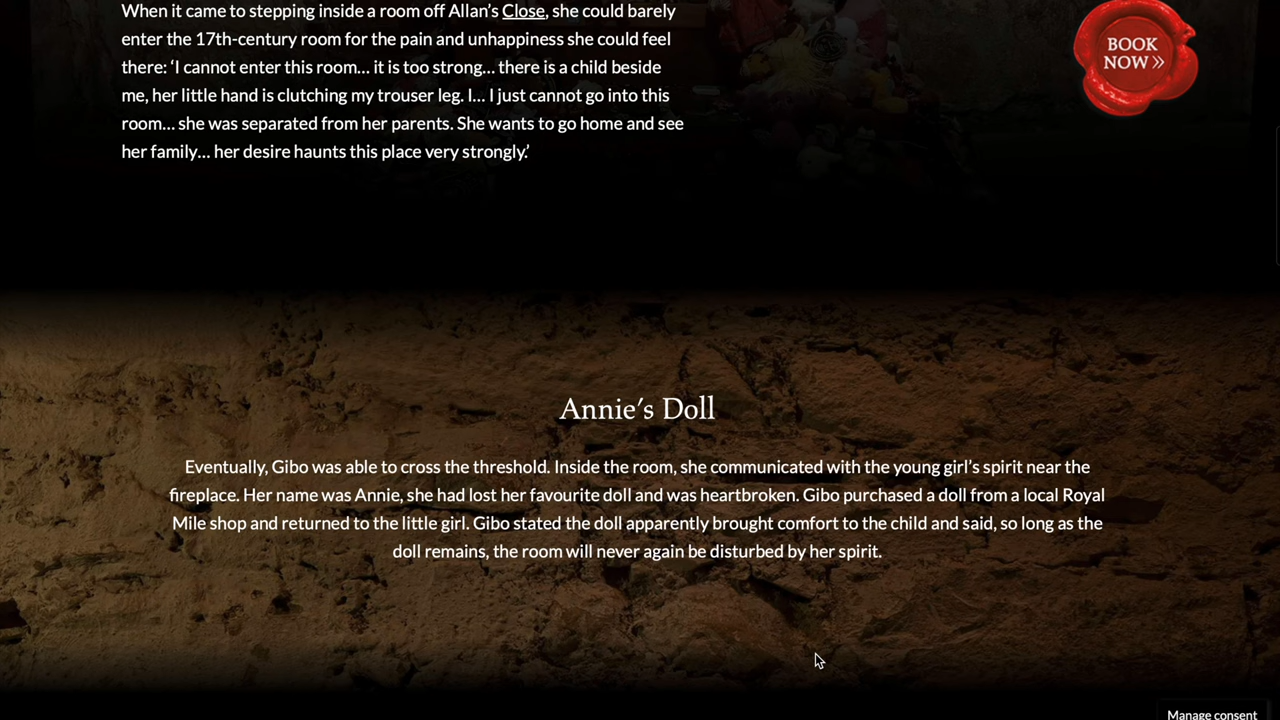 When it came to stepping inside a room off Allan’s Close, she could barely
enter the 17th-century room for the pain and unhappiness she could feel
there: ‘I cannot enter this room… it is too strong… there is a child beside
me, her little hand is clutching my trouser leg. I… I just cannot go into this
room… she was separated from her parents. She wants to go home and see
her family… her desire haunts this place very strongly.’
BOOK
NOW »
Annie’s Doll
Eventually, Gibo was able to cross the threshold. Inside the room, she communicated with the young girl’s spirit near the
fireplace. Her name was Annie, she had lost her favourite doll and was heartbroken. Gibo purchased a doll from a local Royal
Mile shop and returned to the little girl. Gibo stated the doll apparently brought comfort to the child and said, so long as the
doll remains, the room will never again be disturbed by her spirit.
Manage consent